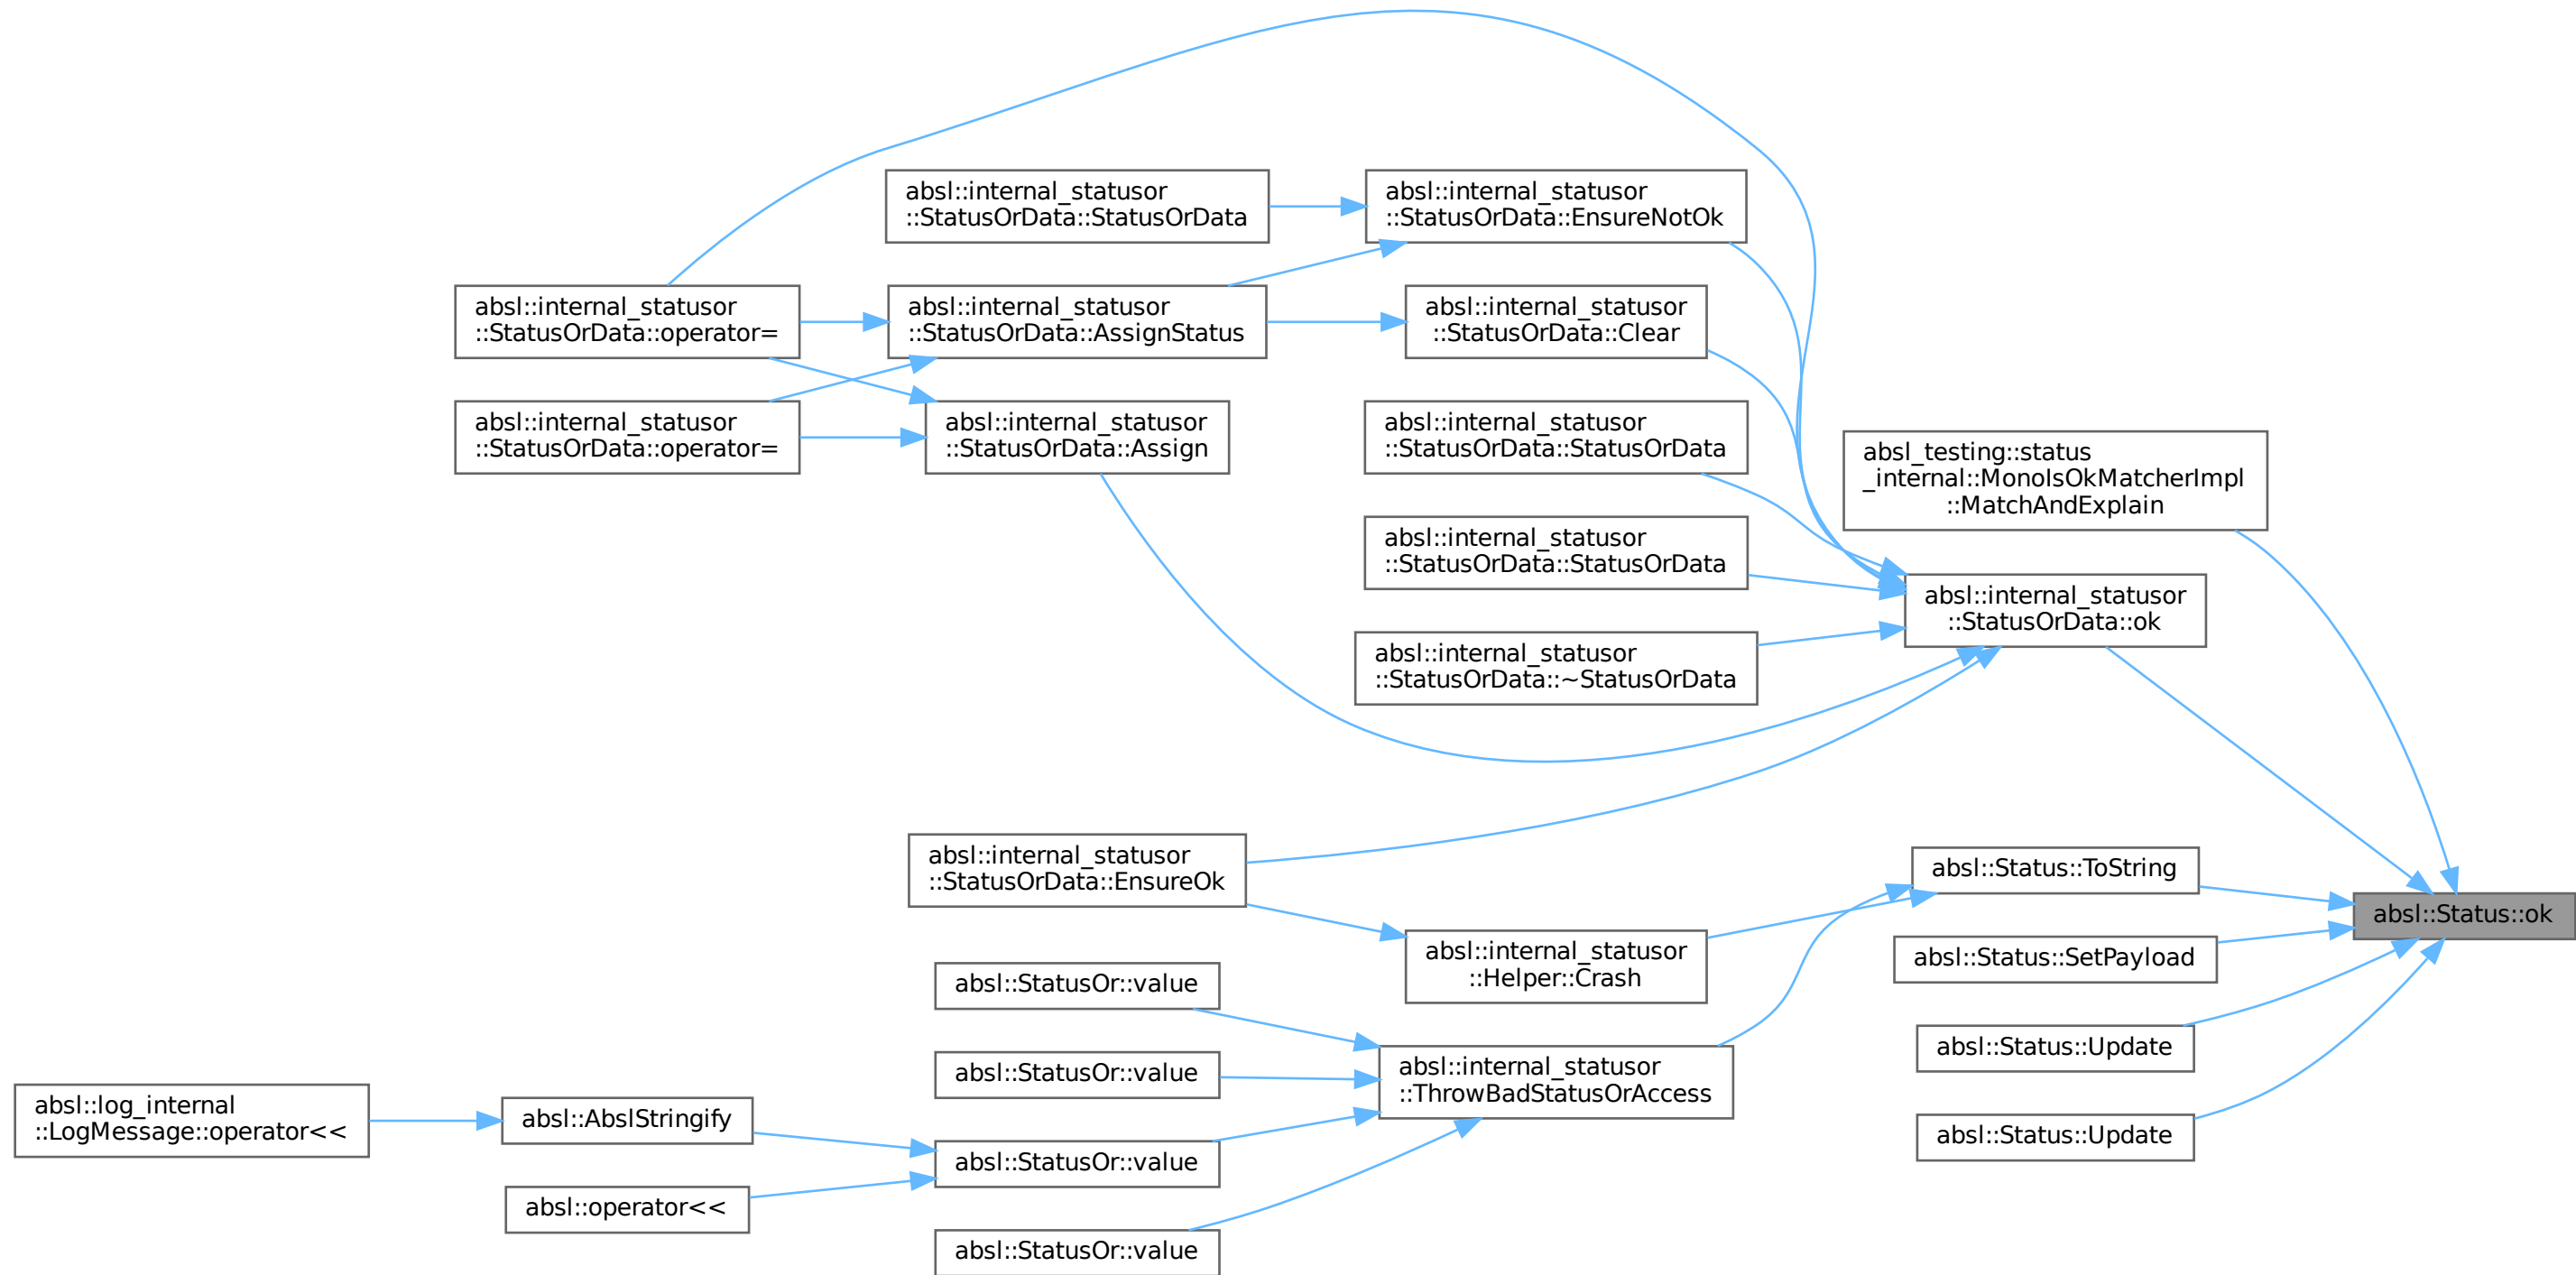 absl::internal_statusor
::StatusOrData::StatusOrData
absl::internal_statusor
::StatusOrData::EnsureNotOk
absl::internal_statusor
::StatusOrData::operator=
absl::internal_statusor
::StatusOrData::AssignStatus
absl::internal_statusor
::StatusOrData::Clear
absl::internal_statusor
::StatusOrData::operator=
absl::internal_statusor
::StatusOrData::Assign
absl::internal_statusor
::StatusOrData::StatusOrData
absl_testing::status
_internal::MonoIsOkMatcherImpl
::MatchAndExplain
absl::internal_statusor
::StatusOrData::StatusOrData
absl::internal_statusor
::StatusOrData::ok
absl::internal_statusor
::StatusOrData::~StatusOrData
absl::internal_statusor
::StatusOrData::EnsureOk
absl::Status::ToString
absl::Status::ok
absl::internal_statusor
::Helper::Crash
absl::Status::SetPayload
absl::StatusOr::value
absl::Status::Update
absl::StatusOr::value
absl::internal_statusor
::ThrowBadStatusOrAccess
absl::log_internal
::LogMessage::operator<<
absl::AbslStringify
absl::Status::Update
absl::StatusOr::value
absl::operator<<
absl::StatusOr::value